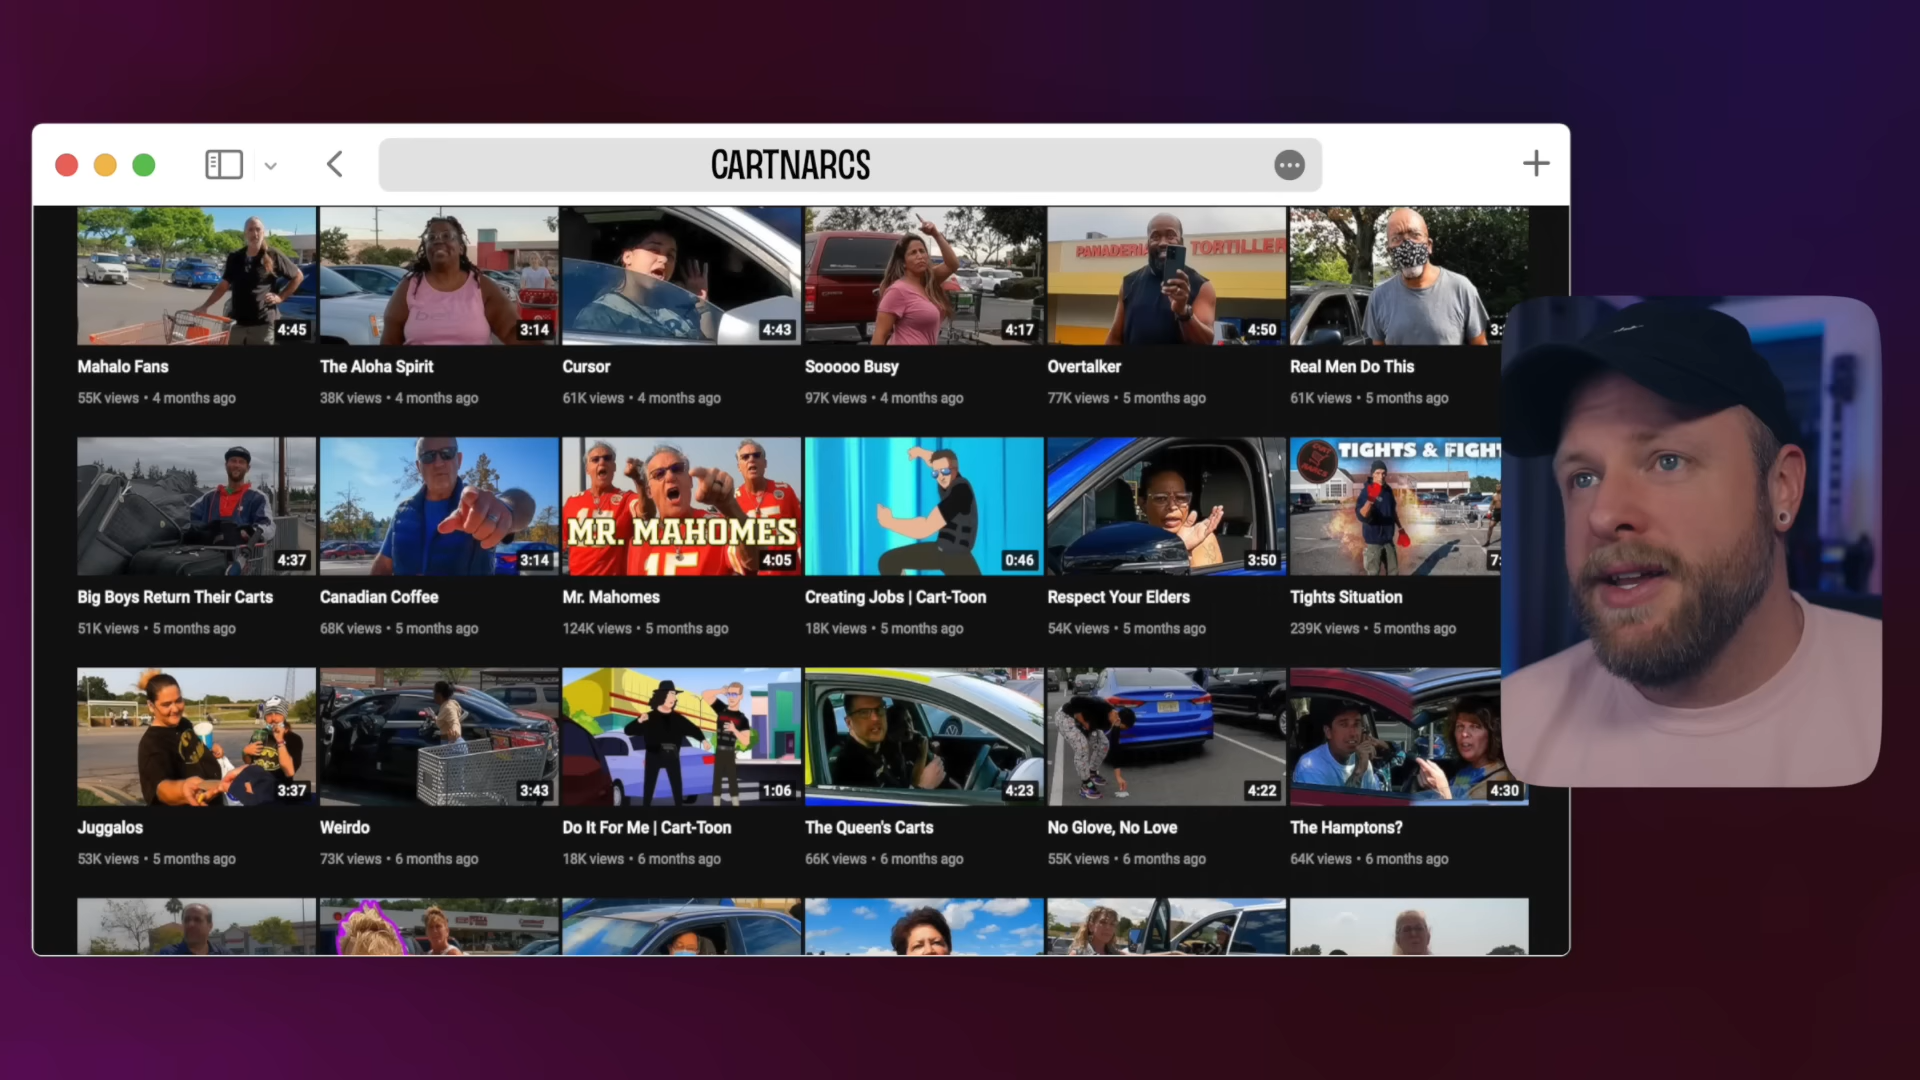 CARTNARCS
PANADERIA TORTILLER
4:45
3:14
4:43
4:17
4:50
3:
Mahalo Fans
The Aloha Spirit
Cursor
Sooooo Busy
Overtalker
Real Men Do This
55K views • 4 months ago
38K views • 4 months ago
61K views • 4 months ago
97K views • 4 months ago
77K views • 5 months ago
61K views • 5 months ago
TIGHTS & FIGHT
MR. MAHOMES
15
4:37
3:14
4:05
0:46
3:50
7:
Big Boys Return Their Carts
Canadian Coffee
Mr. Mahomes
Creating Jobs | Cart-Toon
Respect Your Elders
Tights Situation
51K views • 5 months ago
68K views • 5 months ago
124K views • 5 months ago
18K views • 5 months ago
54K views • 5 months ago
239K views • 5 months ago
3:37
3:43
1:06
4:23
4:22
4:30
Juggalos
Weirdo
Do It For Me | Cart-Toon
The Queen's Carts
No Glove, No Love
The Hamptons?
53K views • 5 months ago
73K views • 6 months ago
18K views • 6 months ago
66K views • 6 months ago
55K views • 6 months ago
64K views • 6 months ago